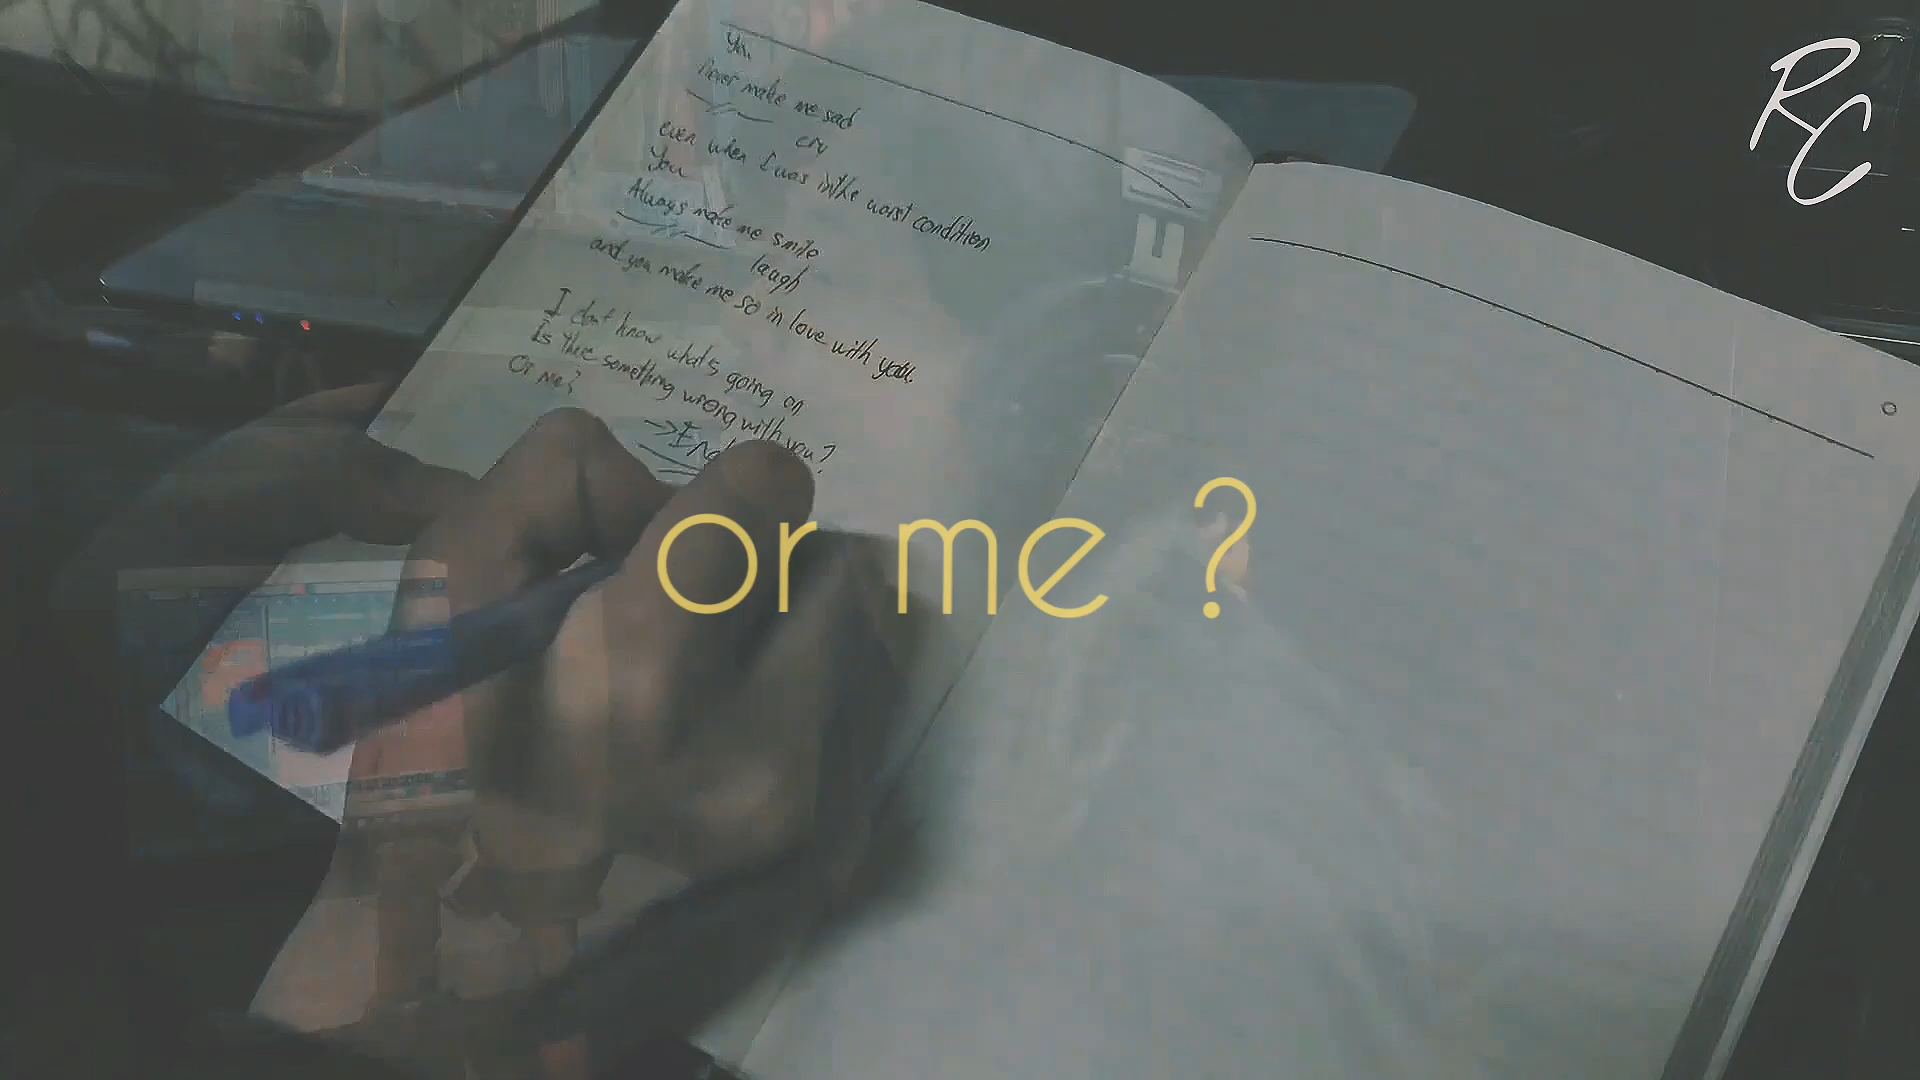 You
Never make me sad
cry
even when I was in the worst condition
You
Always make me smile
laugh
and you make me so in love with you.
I don't know what's going on
Is there something wrong with you?
Or me?
or me ?
RC